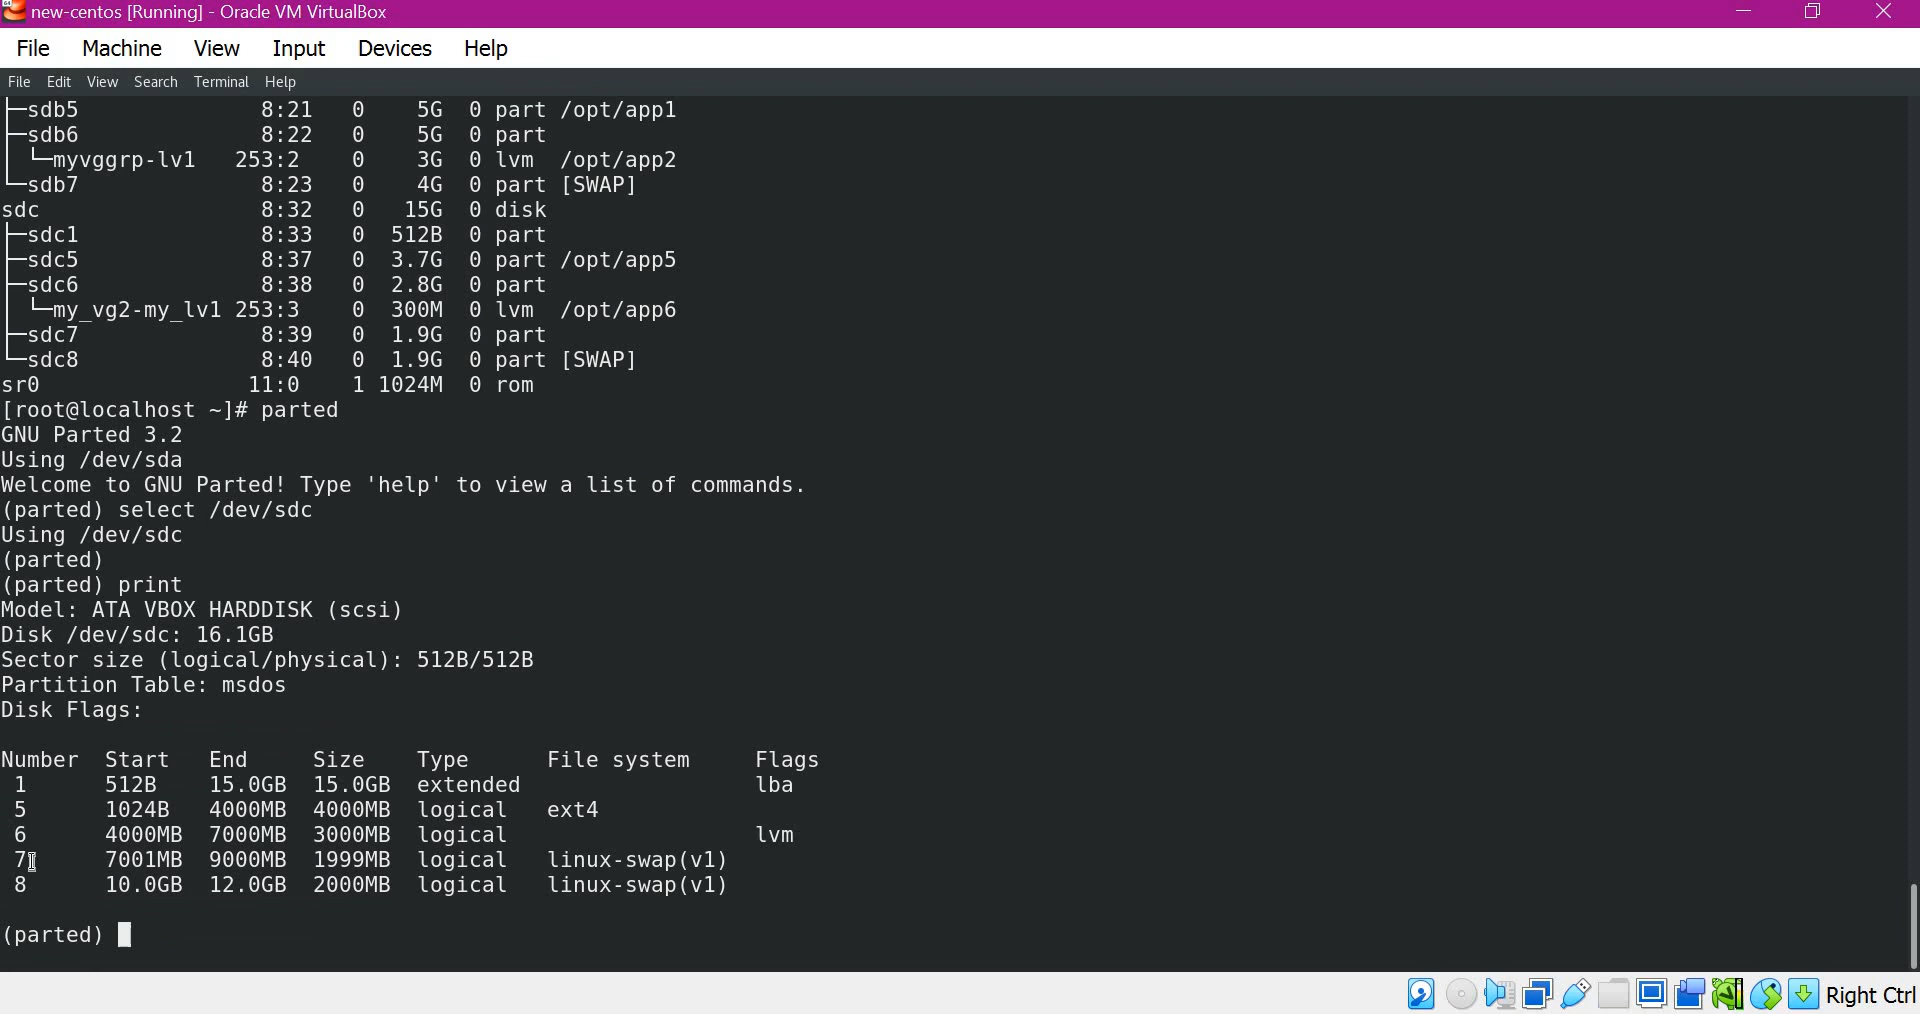 new-centos [Running] - Oracle VM VirtualBox
File Machine View Input Devices Help
File Edit View Search Terminal Help
├─sdb5 8:21 0 5G 0 part /opt/app1
├─sdb6 8:22 0 5G 0 part
│ └─myvggrp-lv1 253:2 0 3G 0 lvm /opt/app2
└─sdb7 8:23 0 4G 0 part [SWAP]
sdc 8:32 0 15G 0 disk
├─sdc1 8:33 0 512B 0 part
├─sdc5 8:37 0 3.7G 0 part /opt/app5
├─sdc6 8:38 0 2.8G 0 part
│ └─my_vg2-my_lv1 253:3 0 300M 0 lvm /opt/app6
├─sdc7 8:39 0 1.9G 0 part
└─sdc8 8:40 0 1.9G 0 part [SWAP]
sr0 11:0 1 1024M 0 rom
[root@localhost ~]# parted
GNU Parted 3.2
Using /dev/sda
Welcome to GNU Parted! Type 'help' to view a list of commands.
(parted) select /dev/sdc
Using /dev/sdc
(parted)
(parted) print
Model: ATA VBOX HARDDISK (scsi)
Disk /dev/sdc: 16.1GB
Sector size (logical/physical): 512B/512B
Partition Table: msdos
Disk Flags:
Number Start End Size Type File system Flags
1 512B 15.0GB 15.0GB extended lba
5 1024B 4000MB 4000MB logical ext4
6 4000MB 7000MB 3000MB logical lvm
7 7001MB 9000MB 1999MB logical linux-swap(v1)
8 10.0GB 12.0GB 2000MB logical linux-swap(v1)
(parted)
Right Ctrl